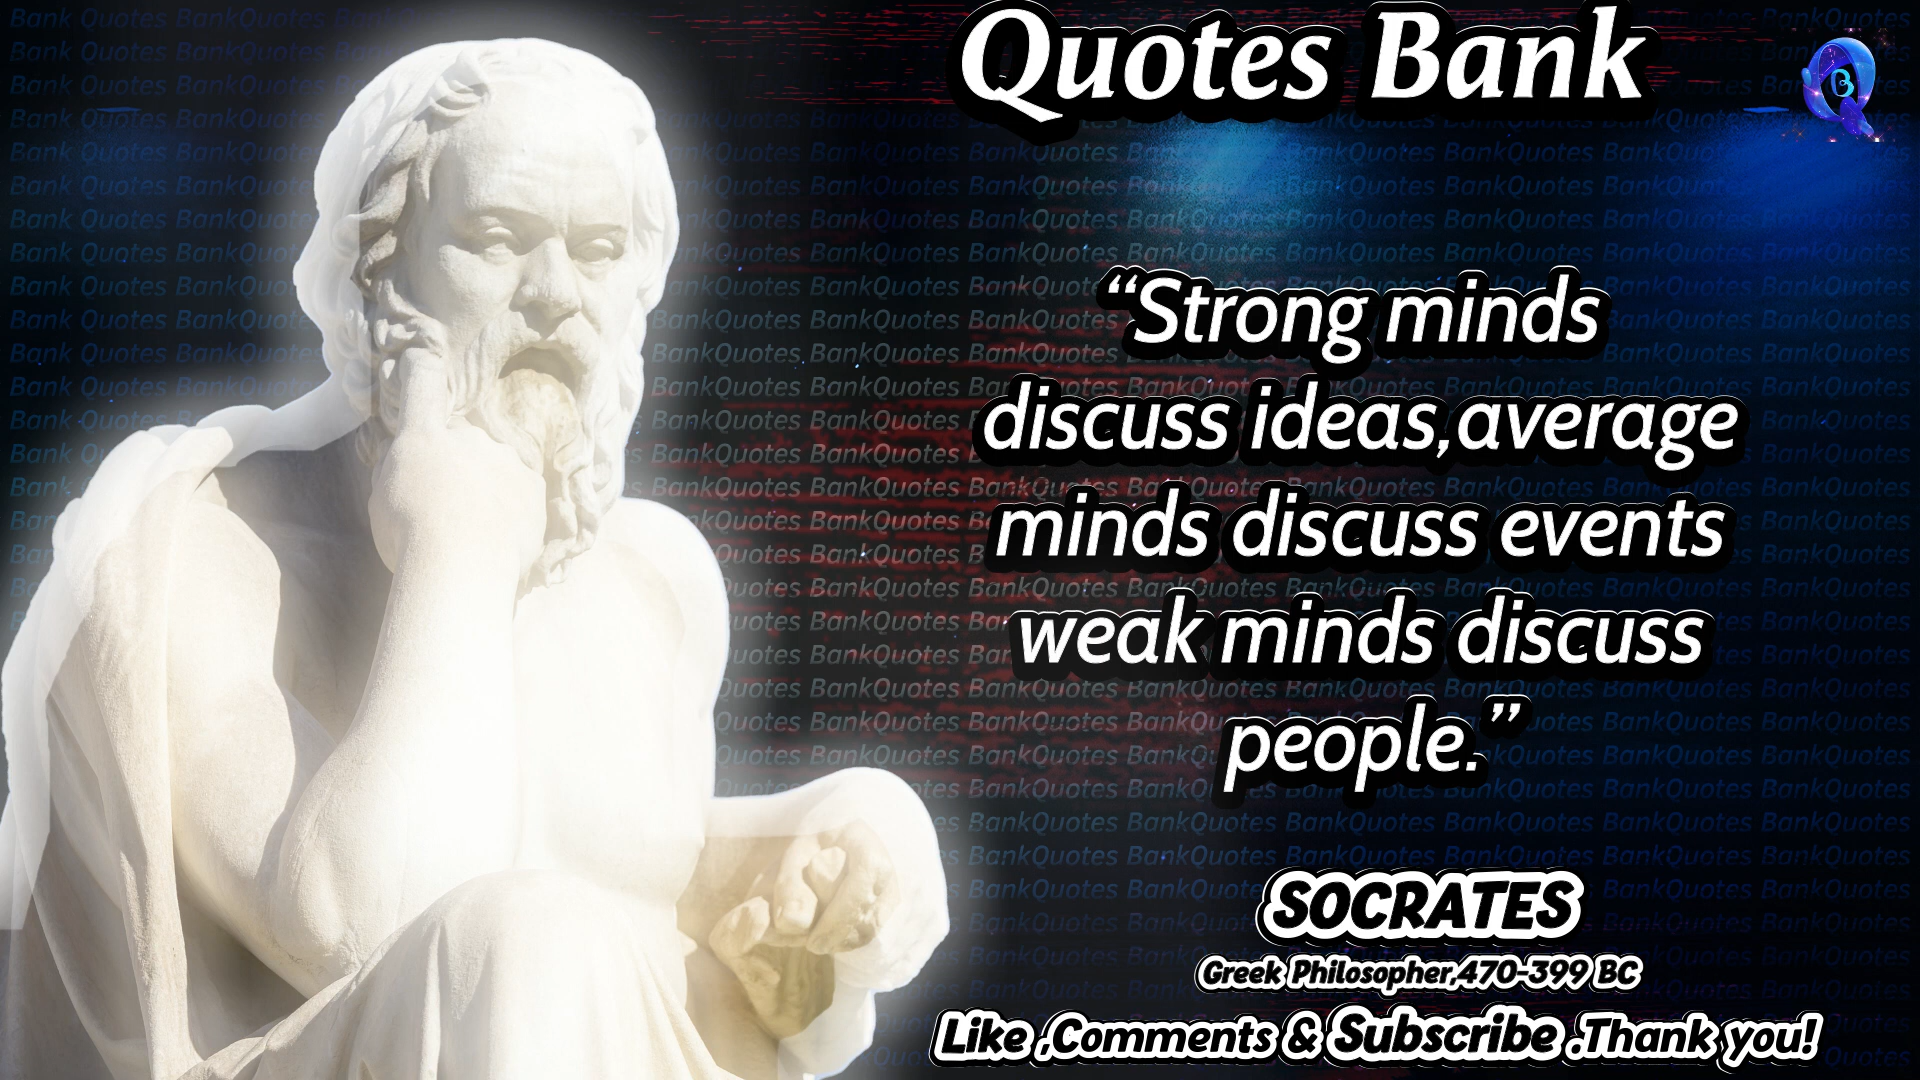 Quotes Bank
“Strong minds
discuss ideas,average
minds discuss events
weak minds discuss
people.”
SOCRATES
Greek Philosopher,470-399 BC
Like ,Comments & Subscribe .Thank you!